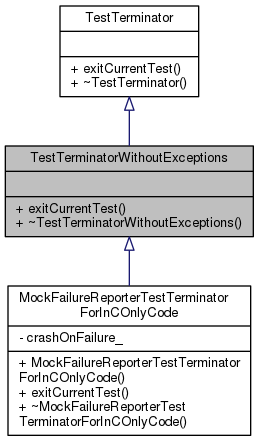 TestTerminator
+ exitCurrentTest()
+ ~TestTerminator()
TestTerminatorWithoutExceptions
+ exitCurrentTest()
+ ~TestTerminatorWithoutExceptions()
MockFailureReporterTestTerminator
ForInCOnlyCode
- crashOnFailure_
+ MockFailureReporterTestTerminator
ForInCOnlyCode()
+ exitCurrentTest()
+ ~MockFailureReporterTest
TerminatorForInCOnlyCode()